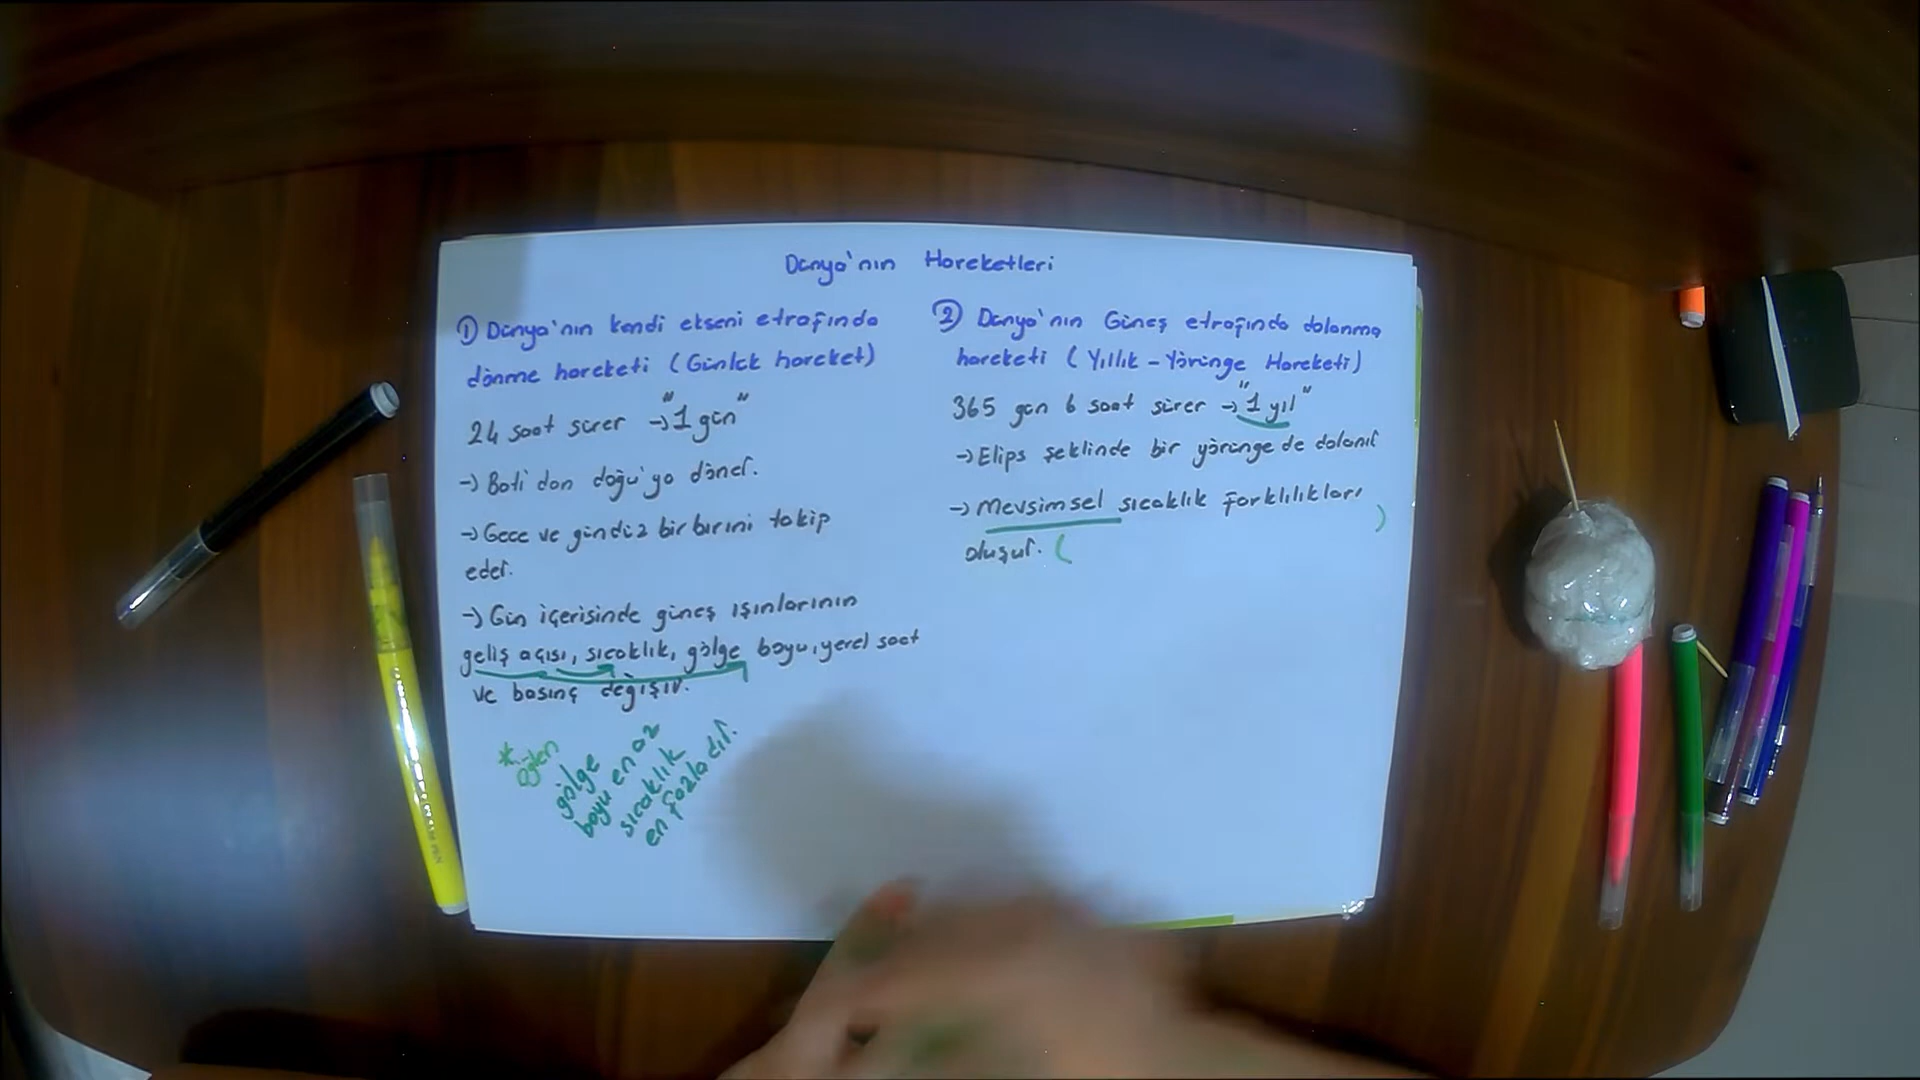 Dünya'nın Hareketleri
① Dünya'nın kendi ekseni etrafında
dönme hareketi (Günlük hareket)
24 saat sürer → "1 gün"
→ Batı'dan doğu'ya döner.
→ Gece ve gündüz birbirini takip
eder.
→ Gün içerisinde güneş ışınlarının
geliş açısı, sıcaklık, gölge boyu, yerel saat
ve basınç değişir.
* Öğlen
gölge
boyu en az
sıcaklık
en fazladır.
② Dünya'nın Güneş etrafında dolanma
hareketi (Yıllık - Yörünge Hareketi)
365 gün 6 saat sürer → "1 yıl"
→ Elips şeklinde bir yörünge de dolanır
→ Mevsimsel sıcaklık farklılıkları
oluşur. ( )